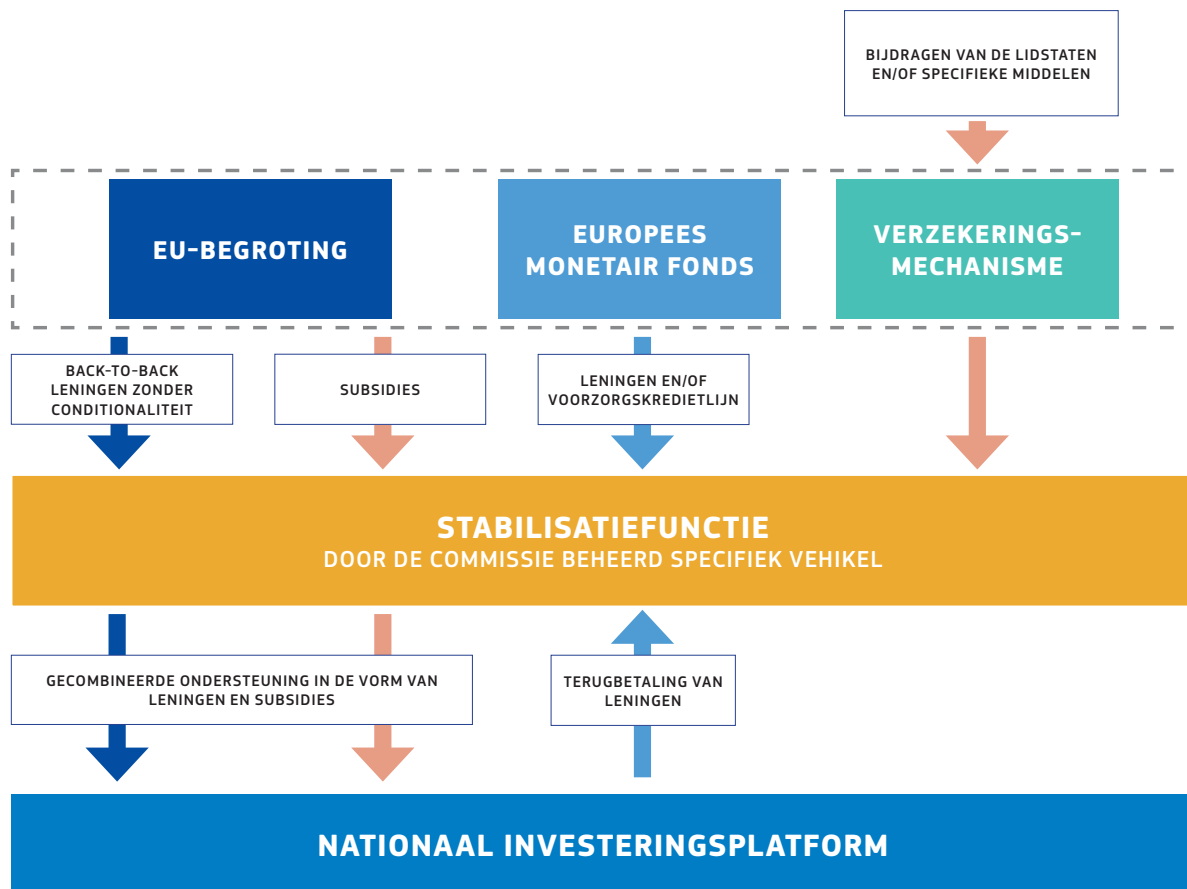 BIJDRAGEN VAN DE LIDSTATEN
EN/OF SPECIFIEKE MIDDELEN
EU-BEGROTING
EUROPEES
MONETAIR FONDS
VERZEKERINGS-
MECHANISME
BACK-TO-BACK
LENINGEN ZONDER
CONDITIONALITEIT
SUBSIDIES
LENINGEN EN/OF
VOORZORGSKREDIETLIJN
STABILISATIEFUNCTIE
DOOR DE COMMISSIE BEHEERD SPECIFIEK VEHIKEL
GECOMBINEERDE ONDERSTEUNING IN DE VORM VAN
LENINGEN EN SUBSIDIES
TERUGBETALING VAN
LENINGEN
NATIONAAL INVESTERINGSPLATFORM